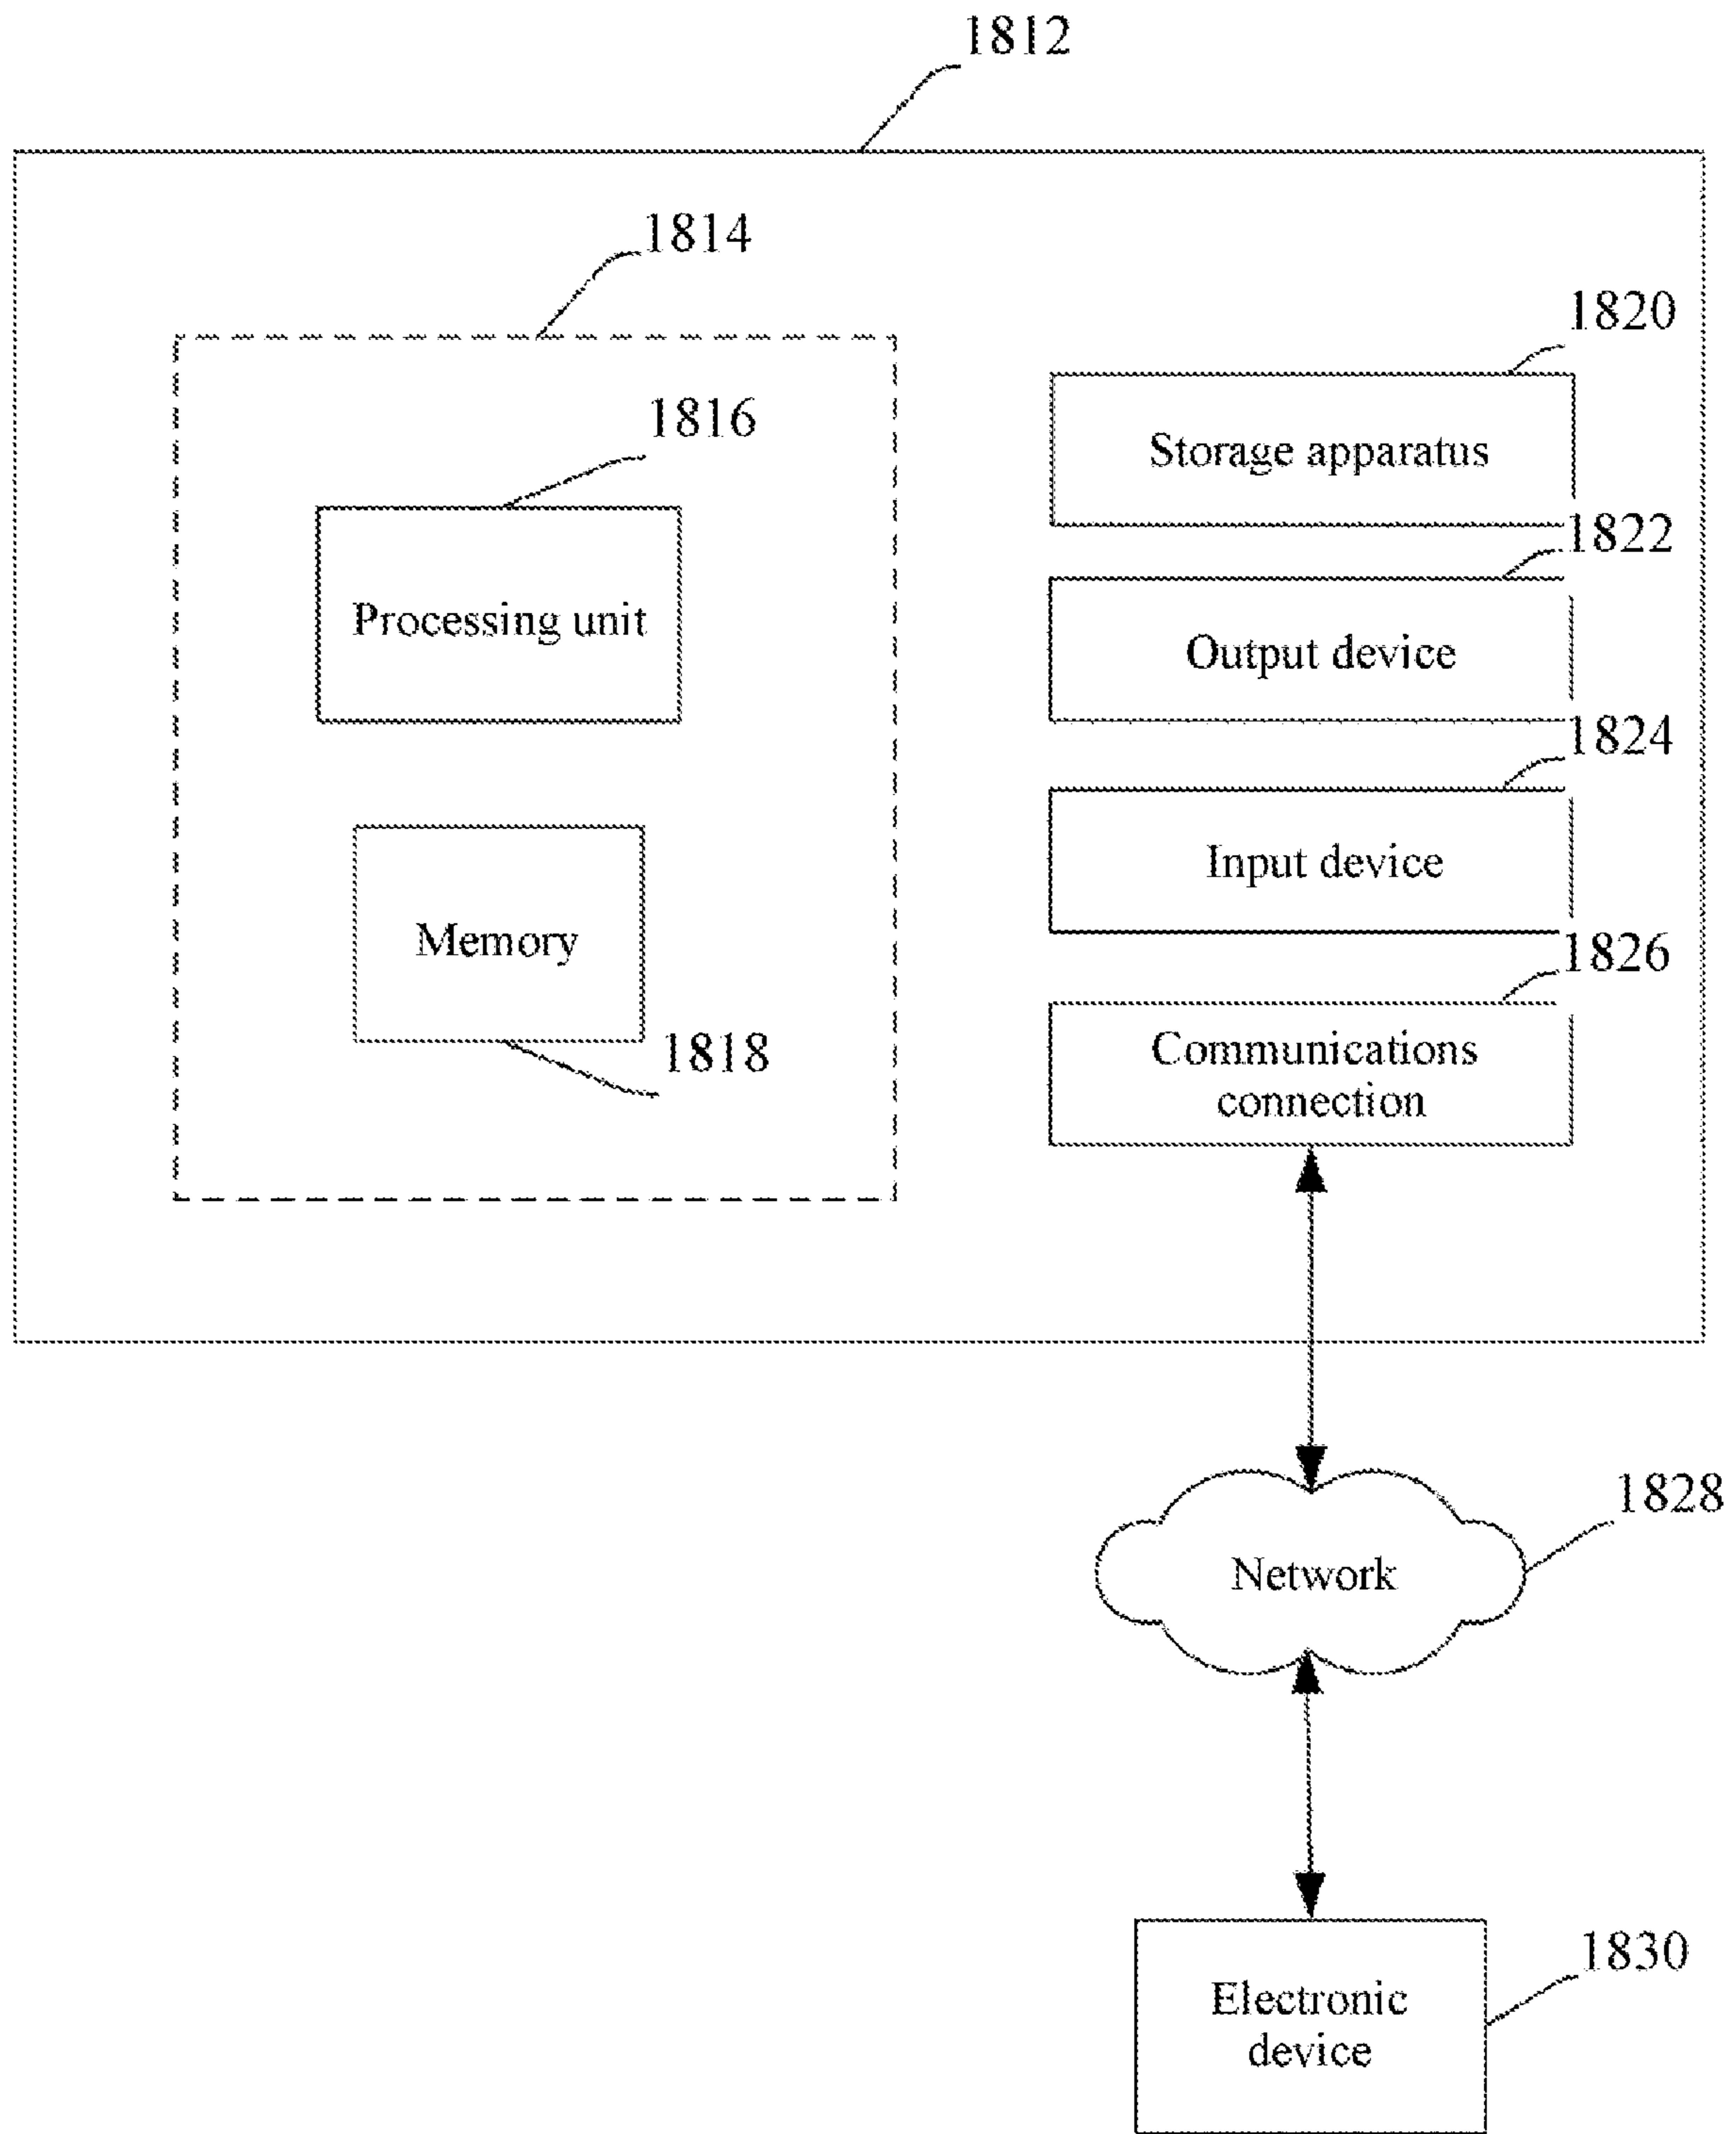 1812
1814
1820
1816
Storage apparatus
1822
Processing unit
Output device
1824
Input device
Memory
1826
1818
Communications
connection
1828
Network
1830
Electronic
device